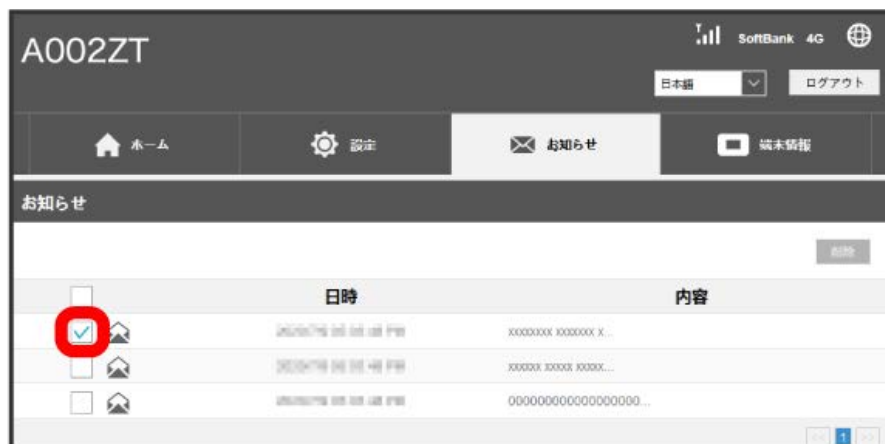 A002ZT
SoftBank 4G
日本語 ログアウト
ホーム 設定 お知らせ 端末情報
お知らせ
削除
日時 内容
xxxxxxxx xxxxxxx x...
xxxxxx xxxxx xxxxx...
000000000000000000...
<< 1 >>